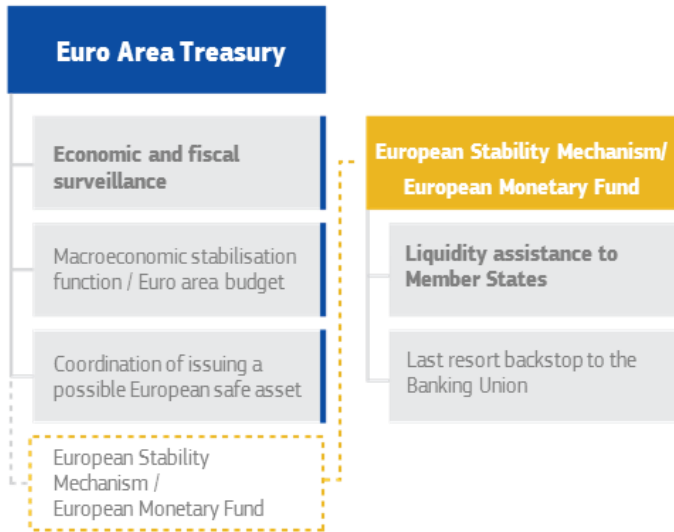 Euro Area Treasury
Economic and fiscal
surveillance
Macroeconomic stabilisation
function / Euro area budget
Coordination of issuing a
possible European safe asset
European Stability
Mechanism /
European Monetary Fund
European Stability Mechanism/
European Monetary Fund
Liquidity assistance to
Member States
Last resort backstop to the
Banking Union